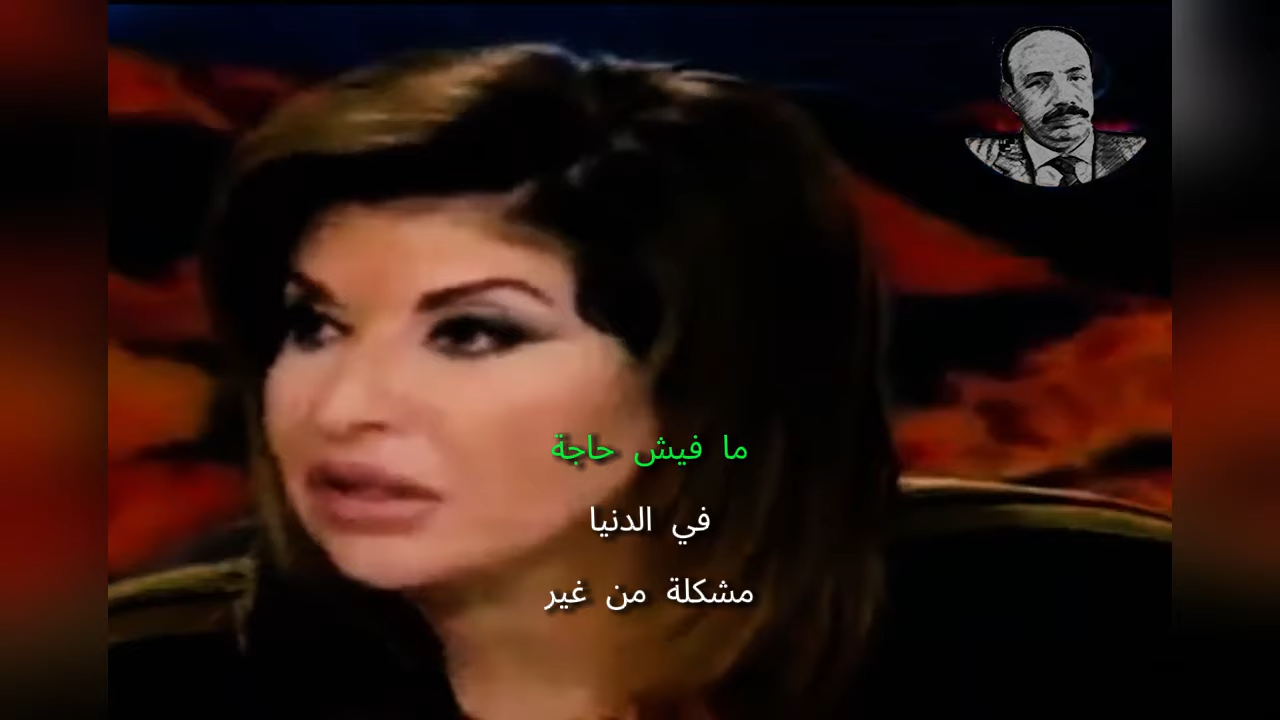 ما فيش حاجة
في الدنيا
مشكلة من غير